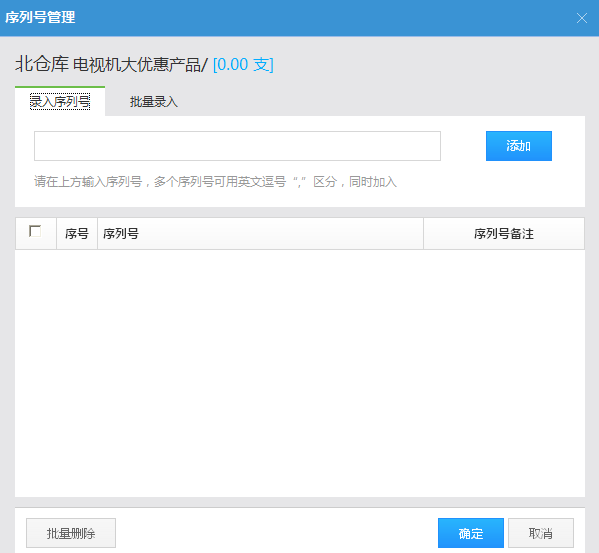 序列号管理
北仓库 电视机大优惠产品/ [0.00 支]
录入序列号 批量录入
添加
请在上方输入序列号，多个序列号可用英文逗号“,”区分，同时加入
序号 序列号 序列号备注
批量删除 确定 取消